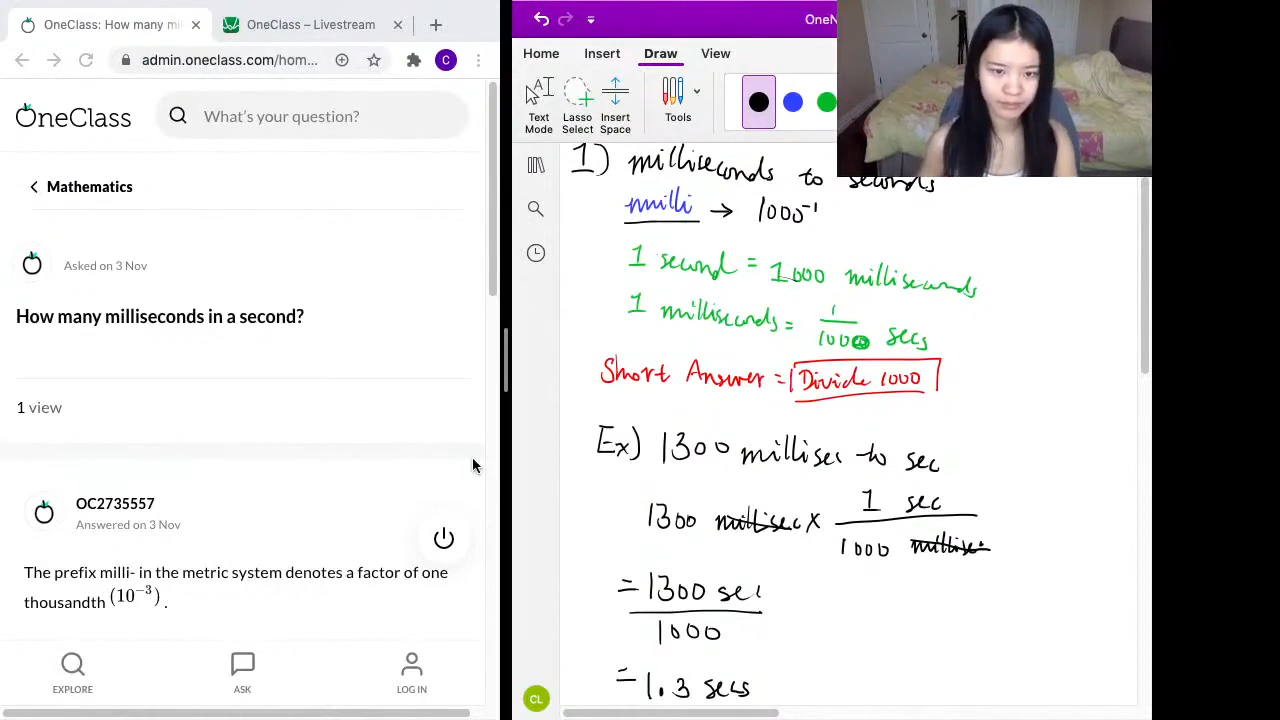 OneClass: How many mi
OneClass – Livestream
admin.oneclass.com/hom...
C
OneClass
What's your question?
Mathematics
Asked on 3 Nov
How many milliseconds in a second?
1 view
OC2735557
Answered on 3 Nov
The prefix milli- in the metric system denotes a factor of one
thousandth (10⁻³) .
EXPLORE
ASK
LOG IN
OneN
Home
Insert
Draw
View
Text
Mode
Lasso
Select
Insert
Space
Tools
1) milliseconds to seconds
milli → 1000⁻¹
1 second = 1000 milliseconds
1 milliseconds = 1/1000 secs
Short Answer = Divide 1000
Ex) 1300 millisec to sec
1300 millisec x 1 sec
1000 millise
= 1300 sec
1000
= 1.3 secs
CL